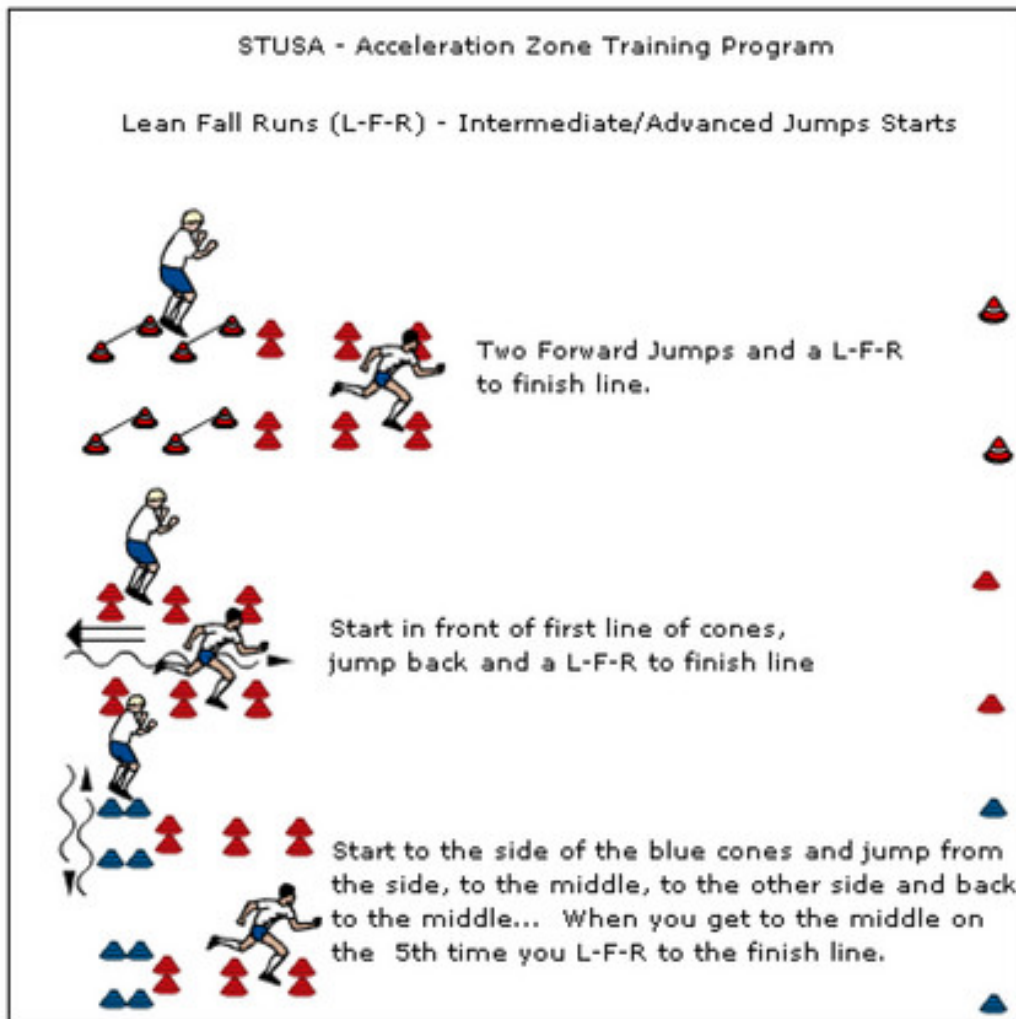 STUSA - Acceleration Zone Training Program
Lean Fall Runs (L-F-R) - Intermediate/Advanced Jumps Starts
Two Forward Jumps and a L-F-R
to finish line.
Start in front of first line of cones,
jump back and a L-F-R to finish line
Start to the side of the blue cones and jump from
the side, to the middle, to the other side and back
to the middle... When you get to the middle on
the 5th time you L-F-R to the finish line.